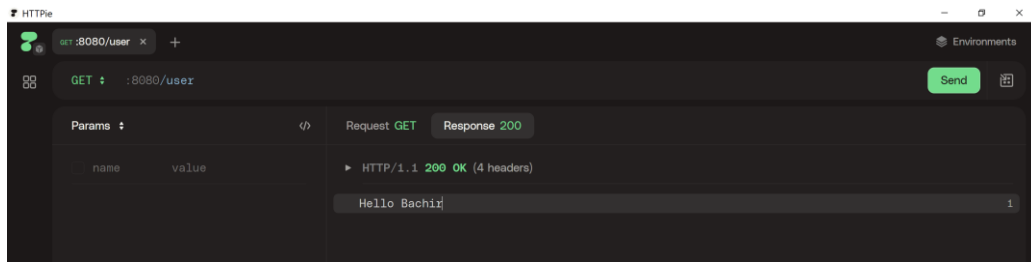 HTTPie
GET :8080/user × +
Environments
GET :8080/user
Send
Params
Request GET Response 200
name value
HTTP/1.1 200 OK (4 headers)
Hello Bachir
1